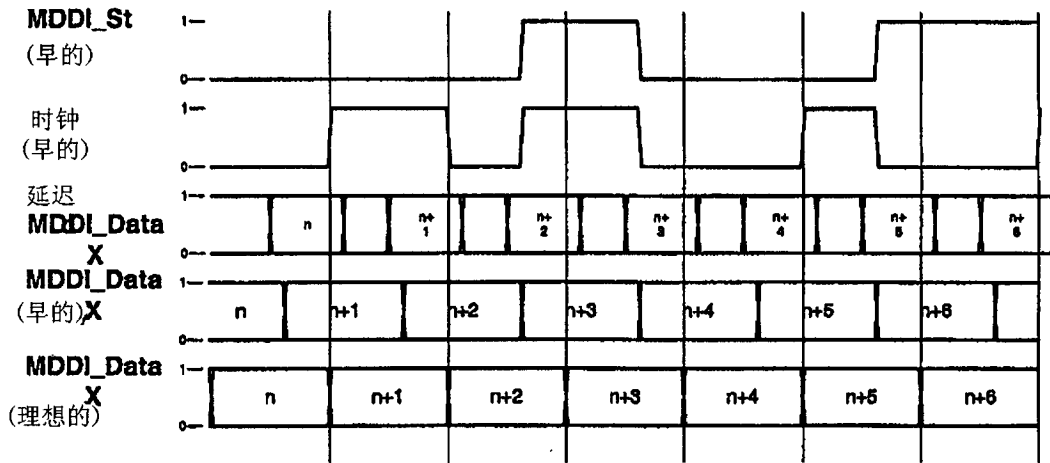 MDDI_St
(早的)
1
0
时钟
(早的)
1
0
延迟
MDDI_Data
X
1
0
n
n+
1
n+
2
n+
3
n+
4
n+
5
n+
6
MDDI_Data
(早的)X
1
0
n
n+1
n+2
n+3
n+4
n+5
n+6
MDDI_Data
X
(理想的)
1
0
n
n+1
n+2
n+3
n+4
n+5
n+6